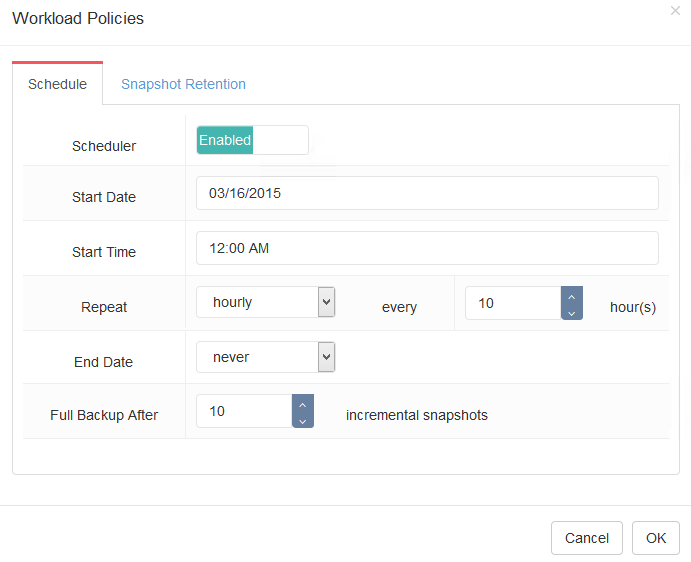 Workload Policies
Schedule
Snapshot Retention
Scheduler
Enabled
Start Date
03/16/2015
Start Time
12:00 AM
Repeat
hourly
every
10
hour(s)
End Date
never
Full Backup After
10
incremental snapshots
Cancel
OK